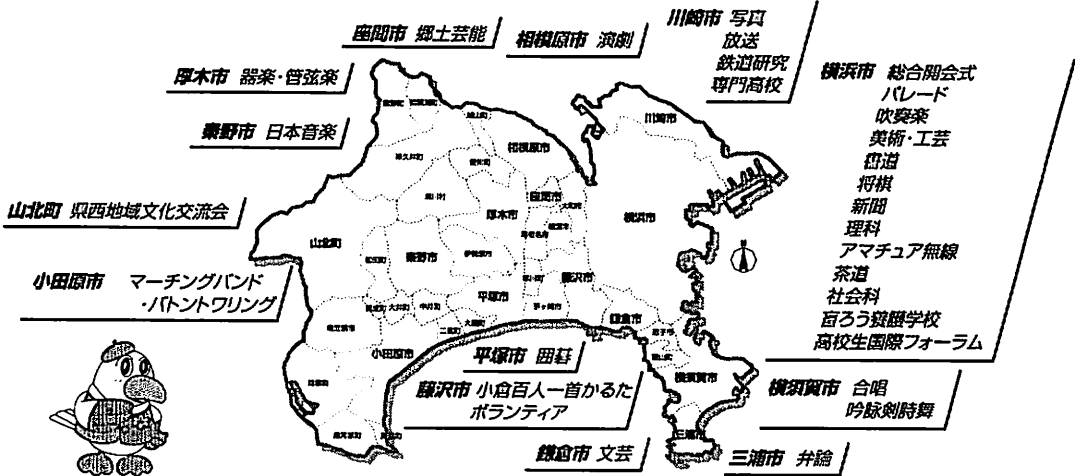 座間市 郷土芸能
相模原市 演劇
川崎市 写真
放送
鉄道研究
専門高校
横浜市 総合開会式
パレード
吹奏楽
美術・工芸
書道
将棋
新聞
理科
アマチュア無線
茶道
社会科
盲ろう養護学校
高校生国際フォーラム
厚木市 器楽・管弦楽
秦野市 日本音楽
山北町 県西地域文化交流会
小田原市 マーチングバンド
・バトントワリング
平塚市 囲碁
藤沢市 小倉百人一首かるた
ボランティア
鎌倉市 文芸
横須賀市 合唱
吟詠剣詩舞
三浦市 弁論
川崎市
相模原市
座間市
厚木市
横浜市
山北町
秦野市
伊勢原市
藤沢市
平塚市
茅ヶ崎市
鎌倉市
小田原市
横須賀市
三浦市